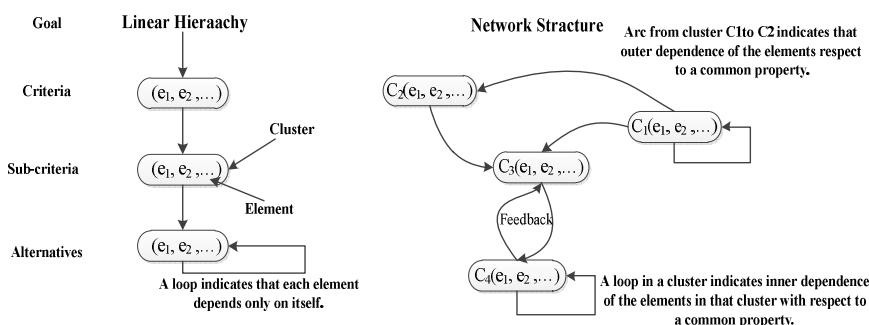 Goal
Linear Hieraachy
Criteria
(e1, e2 ,…)
Cluster
Sub-criteria
(e1, e2 ,…)
Element
Alternatives
(e1, e2 ,…)
A loop indicates that each element
depends only on itself.
Network Stracture
Arc from cluster C1to C2 indicates that
outer dependence of the elements respect
to a common property.
C2(e1, e2 ,…)
C1(e1, e2 ,…)
C3(e1, e2 ,…)
Feedback
C4(e1, e2 ,…)
A loop in a cluster indicates inner dependence
of the elements in that cluster with respect to
a common property.